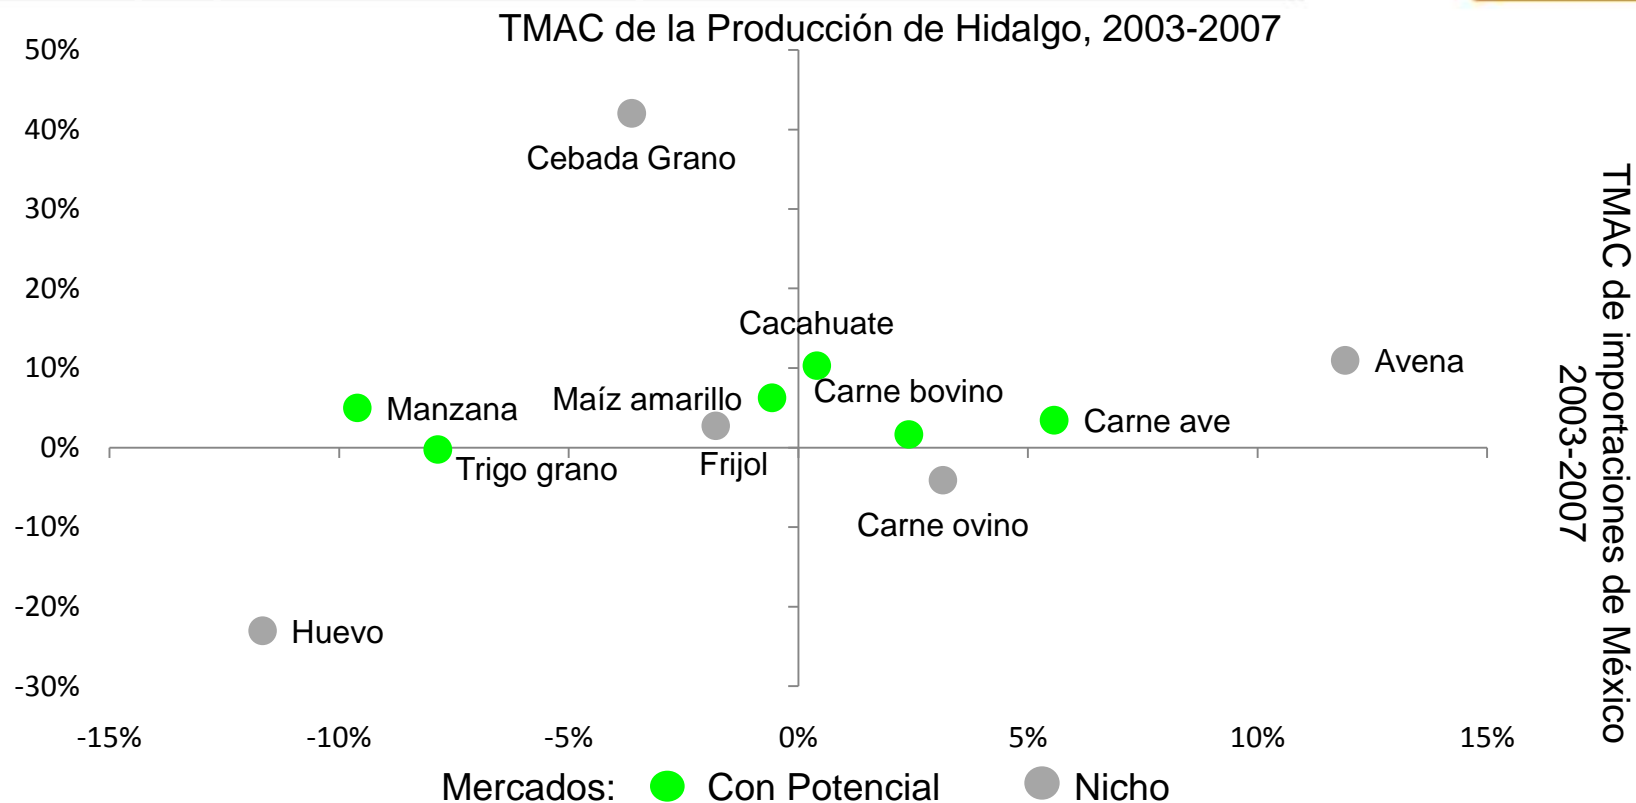 TMAC de la Producción de Hidalgo, 2003-2007
50%
40%
Cebada Grano
30%
20%
Cacahuate
10%
Avena
Maíz amarillo
Carne bovino
Manzana
Carne ave
0%
Trigo grano
Frijol
-10%
Carne ovino
-20%
Huevo
-30%
-15%
-10%
-5%
0%
5%
10%
15%
TMAC de importaciones de México
2003-2007
Mercados:
Con Potencial
Nicho